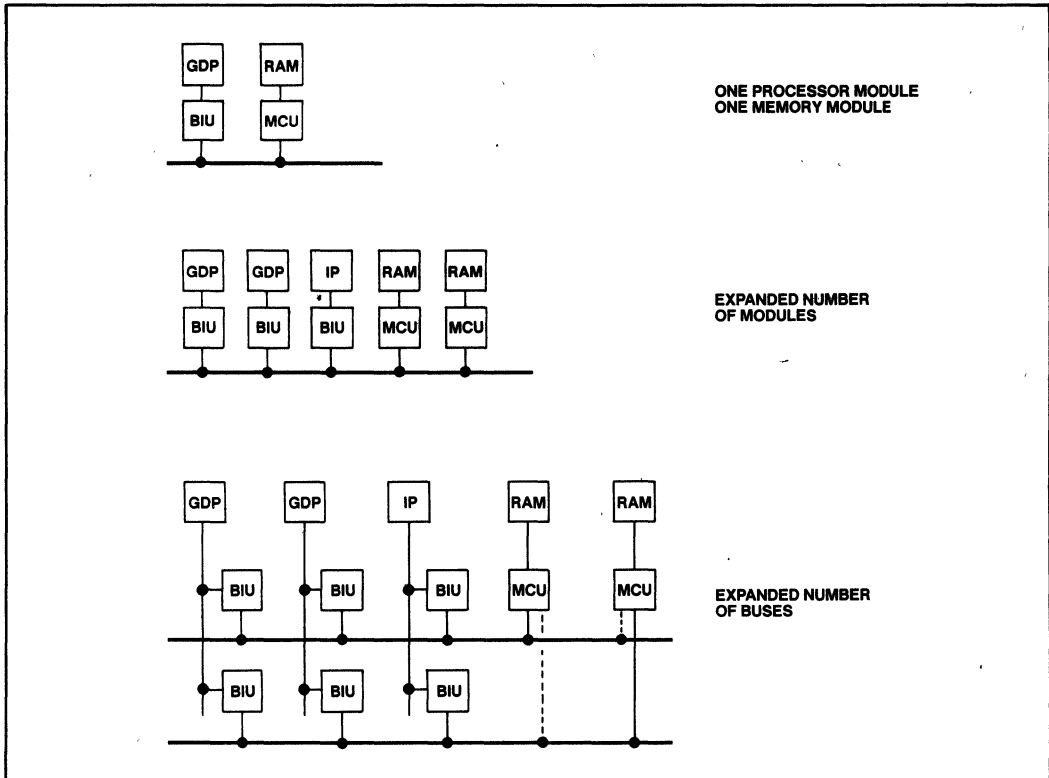 GDP RAM
ONE PROCESSOR MODULE
ONE MEMORY MODULE
BIU MCU
GDP GDP IP RAM RAM
EXPANDED NUMBER
OF MODULES
BIU BIU BIU MCU MCU
GDP GDP IP RAM RAM
BIU BIU BIU MCU MCU
EXPANDED NUMBER
OF BUSES
BIU BIU BIU